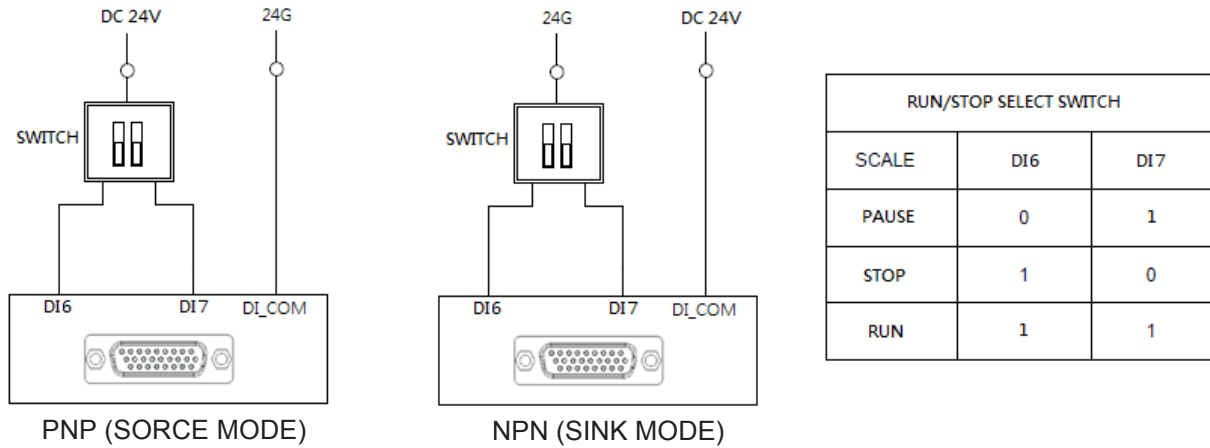 DC 24V
24G
SWITCH
DI6
DI7
DI_COM
PNP (SORCE MODE)
24G
DC 24V
SWITCH
DI6
DI7
DI_COM
NPN (SINK MODE)
RUN/STOP SELECT SWITCH
SCALE DI6 DI7
PAUSE 0 1
STOP 1 0
RUN 1 1